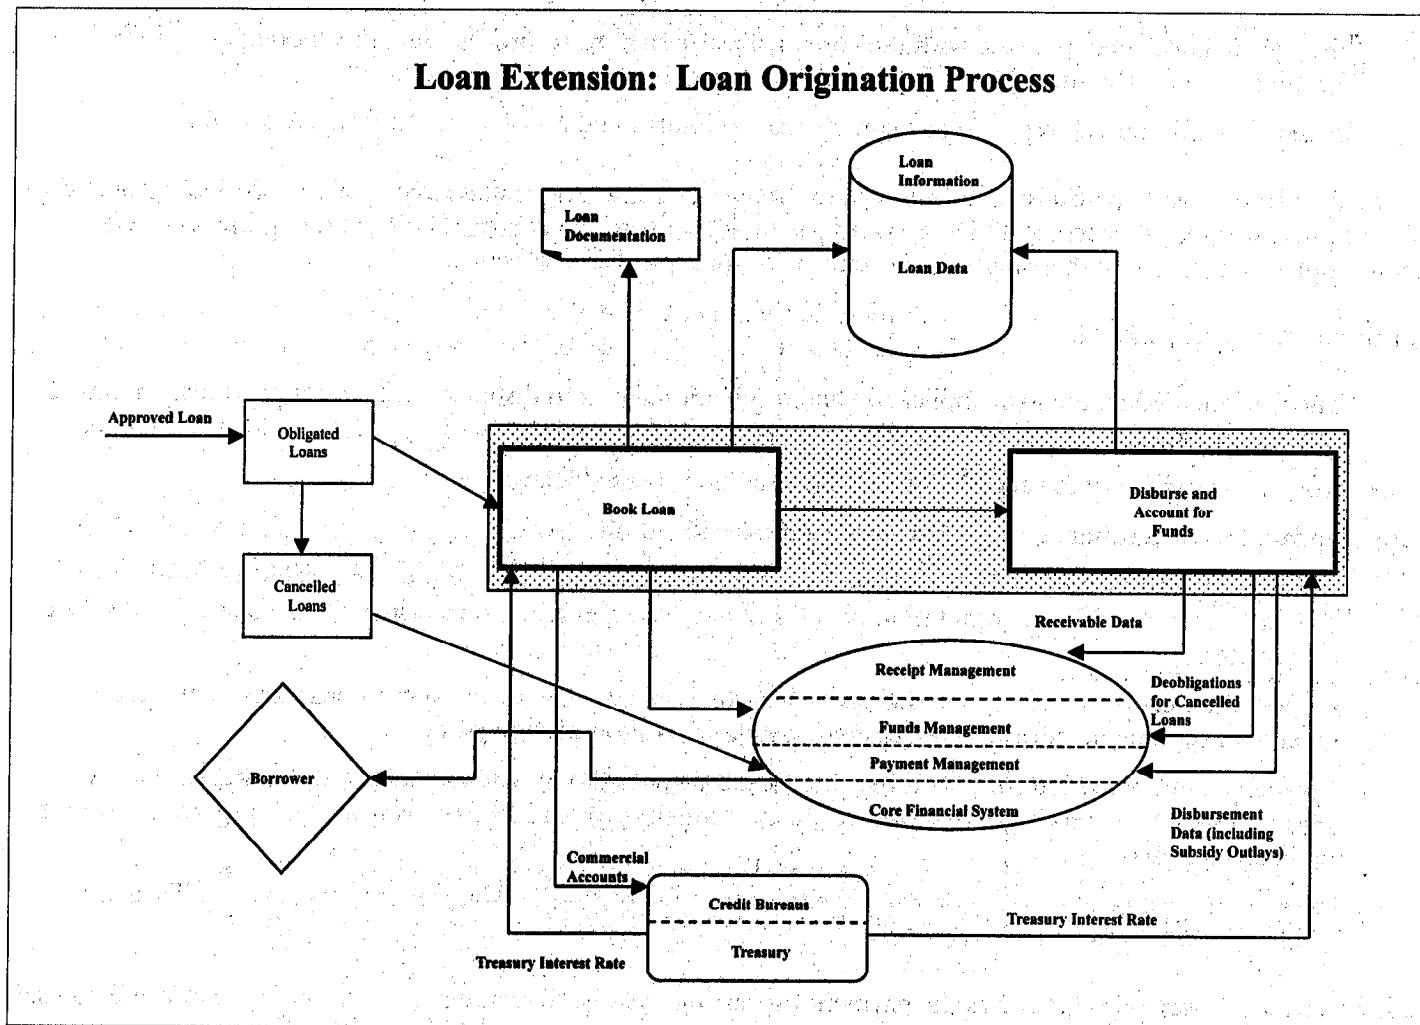 Loan Extension: Loan Origination Process
Loan
Information
Loan
Documentation
Loan Data
Approved Loan
Obligated
Loans
Book Loan
Disburse and
Account for
Funds
Cancelled
Loans
Receivable Data
Receipt Management
Deobligations
for Cancelled
Loans
Funds Management
Payment Management
Borrower
Core Financial System
Disbursement
Data (including
Subsidy Outlays)
Commercial
Accounts
Credit Bureaus
Treasury Interest Rate
Treasury
Treasury Interest Rate